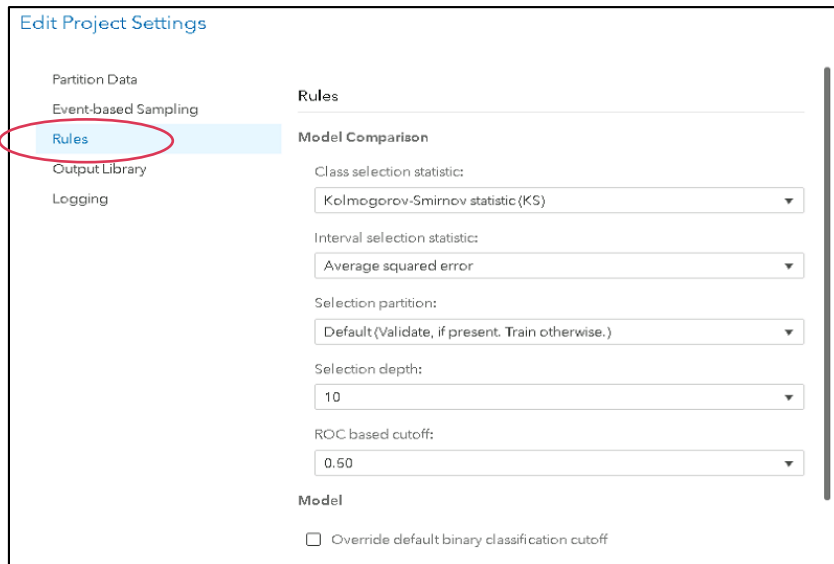 Edit Project Settings
Partition Data
Event-based Sampling
Rules
Output Library
Logging
Rules
Model Comparison
Class selection statistic:
Kolmogorov-Smirnov statistic (KS)
Interval selection statistic:
Average squared error
Selection partition:
Default (Validate, if present. Train otherwise.)
Selection depth:
10
ROC based cutoff:
0.50
Model
Override default binary classification cutoff